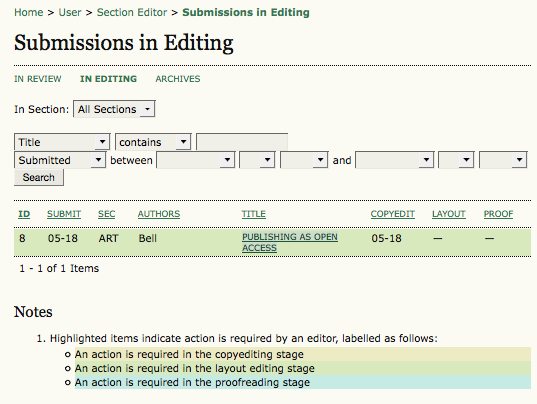 Home > User > Section Editor > Submissions in Editing
Submissions in Editing
IN REVIEW IN EDITING ARCHIVES
In Section: All Sections
Title contains
Submitted between and
Search
ID SUBMIT SEC AUTHORS TITLE COPYEDIT LAYOUT PROOF
8 05-18 ART Bell PUBLISHING AS OPEN ACCESS 05-18 — —
1 - 1 of 1 Items
Notes
1. Highlighted items indicate action is required by an editor, labelled as follows:
An action is required in the copyediting stage
An action is required in the layout editing stage
An action is required in the proofreading stage